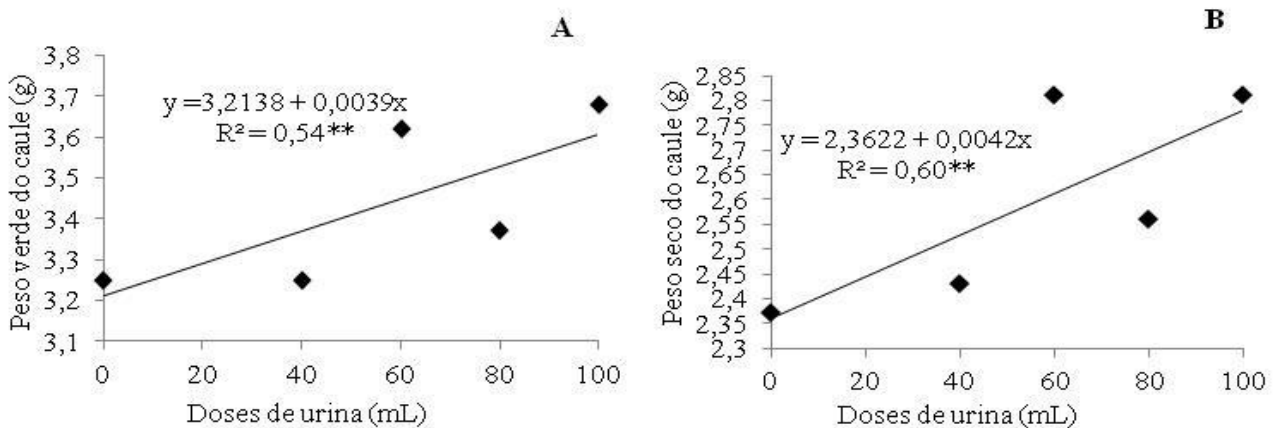 A
Peso verde do caule (g)
3,8
3,7
3,6
3,5
3,4
3,3
3,2
3,1
y =3,2138 + 0,0039x
R² = 0,54**
0 20 40 60 80 100
Doses de urina (mL)
B
Peso seco do caule (g)
2,85
2,8
2,75
2,7
2,65
2,6
2,55
2,5
2,45
2,4
2,35
2,3
y = 2,3622 + 0,0042x
R² = 0,60**
0 20 40 60 80 100
Doses de urina (mL)